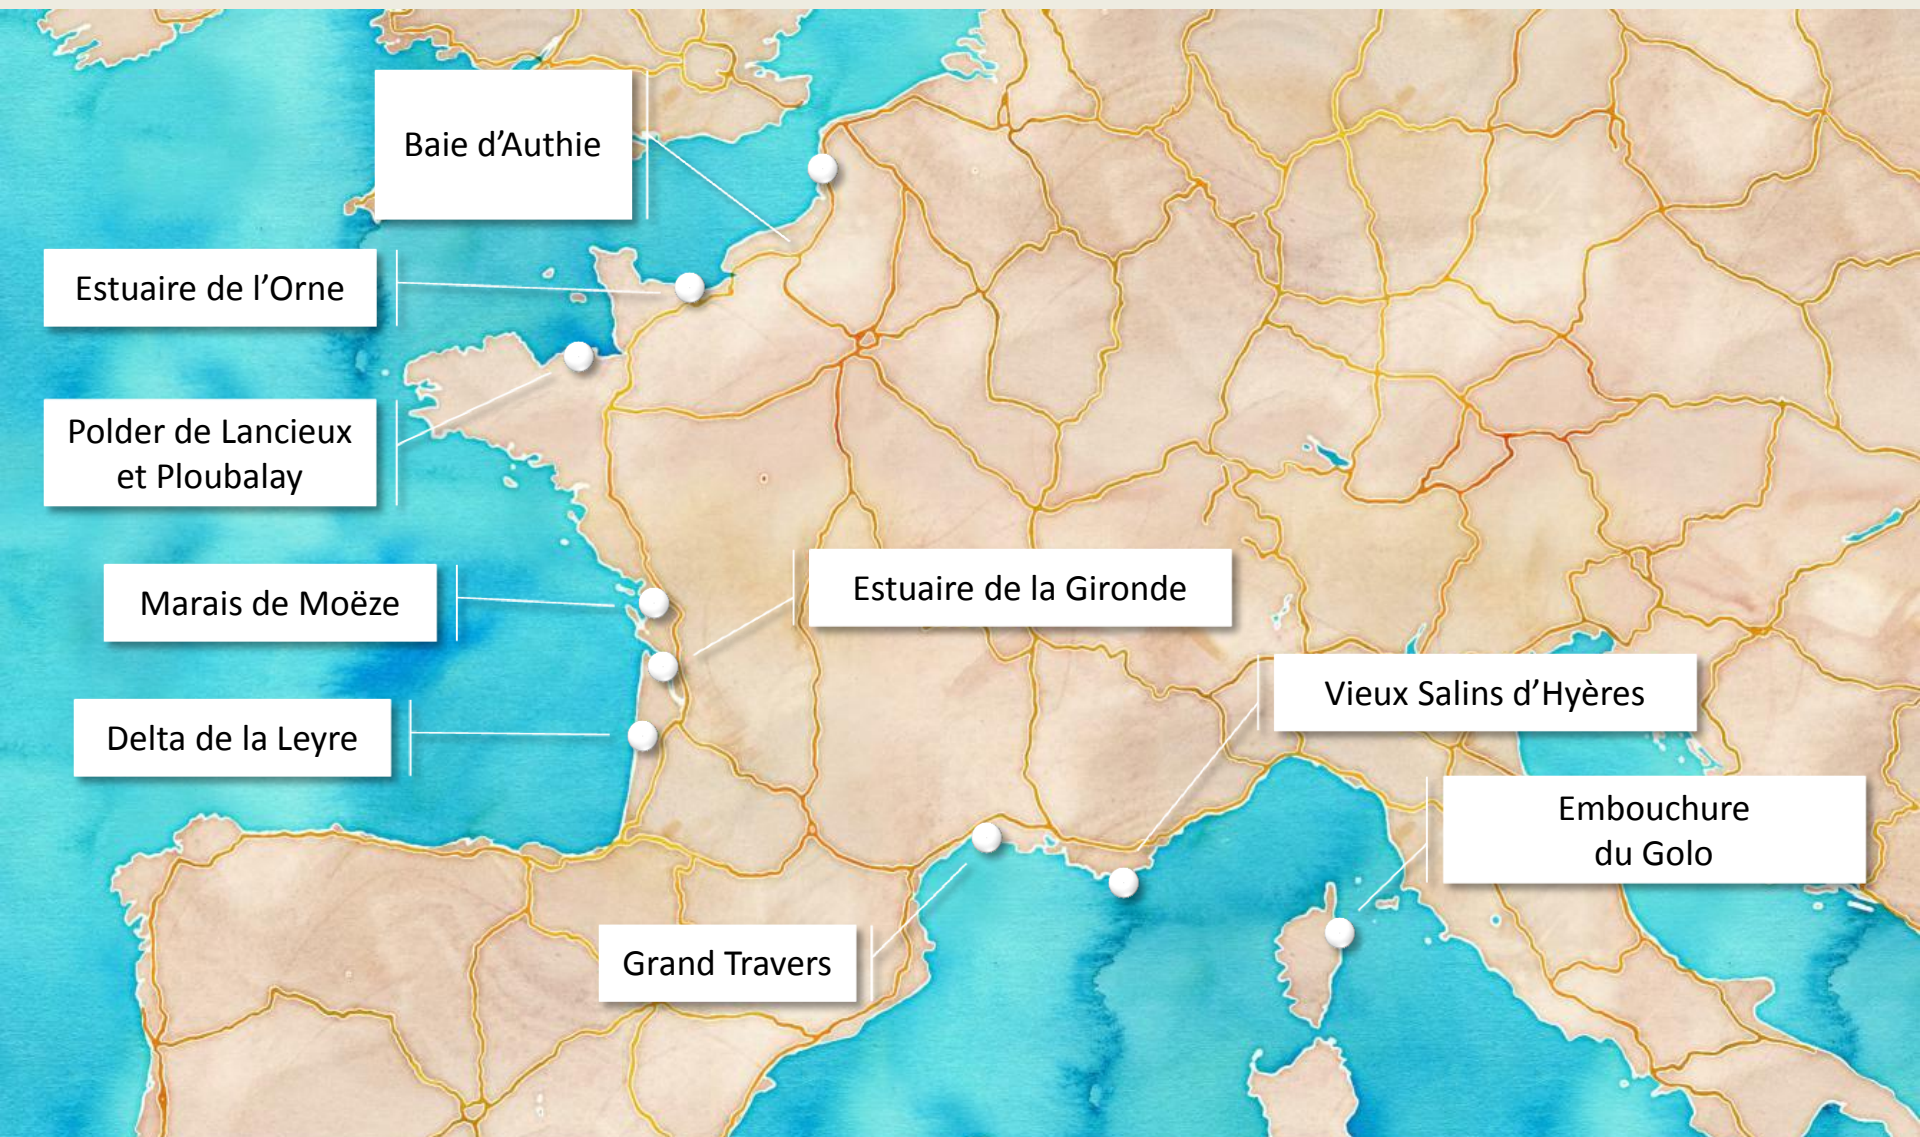 Baie d’Authie
Estuaire de l’Orne
Polder de Lancieux
et Ploubalay
Marais de Moëze
Estuaire de la Gironde
Delta de la Leyre
Vieux Salins d’Hyères
Embouchure
du Golo
Grand Travers